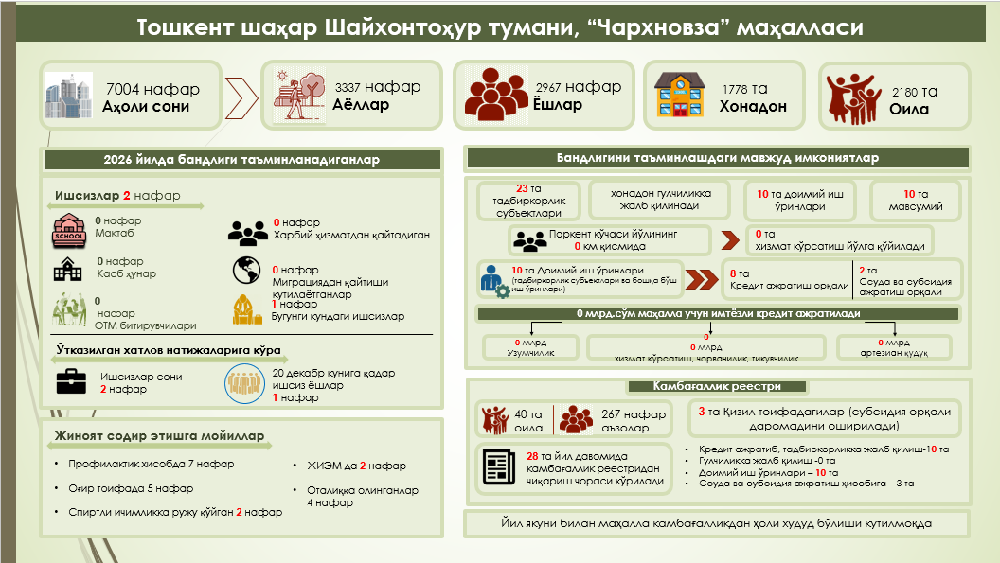 Тошкент шаҳар Шайхонтоҳур тумани, “Чархновза” маҳалласи
7004 нафар
Аҳоли сони
3337 нафар
Аёллар
2967 нафар
Ёшлар
1778 та
Хонадон
2180 та
Оила
2026 йилда бандлиги таъминланадиганлар
Ишсизлар 2 нафар
SCHOOL
0 нафар
Мактаб
0 нафар
Харбий ҳизматдан қайтадиган
0 нафар
Касб ҳунар
0 нафар
Миграциядан қайтиши
кутилаётганлар
0
нафар
ОТМ битирувчилари
1 нафар
Бугунги кундаги ишсизлар
Ўтказилган хатлов натижаларига кўра
Ишсизлар сони
2 нафар
20 декабр кунига қадар
ишсиз ёшлар
1 нафар
Жиноят содир этишга мойиллар
• Профилактик хисобда 7 нафар
• Оғир тоифада 5 нафар
• Спиртли ичимликка ружу қўйган 2 нафар
• ЖИЭМ да 2 нафар
• Оталиққа олинганлар
4 нафар
Бандлигини таъминлашдаги мавжуд имкониятлар
23 та
тадбиркорлик
субъектлари
хонадон гулчиликка
жалб қилинади
10 та доимий иш
ўринлари
10 та
мавсумий
Паркент кўчаси йўлининг
0 км қисмида
0 та
хизмат кўрсатиш йўлга қўйилади
10 та Доимий иш ўринлари
(тадбиркорлик субъектлари ва бошқа бўш
иш ўринлари)
8 та
Кредит ажратиш орқали
2 та
Ссуда ва субсидия
ажратиш орқали
0 млрд.сўм маҳалла учун имтёзли кредит ажратилади
0 млрд
Узумчилик
0
0 млрд
хизмат кўрсатиш, чорвачилик, тикувчилик
0 млрд
артезиан қудуқ
Камбағаллик реестри
40 та
оила
267 нафар
аъзолар
3 та Қизил тоифадагилар (субсидия орқали
даромадини оширилади)
28 та йил давомида
камбағаллик реестридан
чиқариш чораси кўрилади
• Кредит ажратиб, тадбиркорликка жалб қилиш-10 та
• Гулчиликка жалб қилиш -0 та
• Доимий иш ўринлари – 10 та
• Ссуда ва субсидия ажратиш ҳисобига – 3 та
Йил якуни билан маҳалла камбағалликдан ҳоли худуд бўлиши кутилмоқда